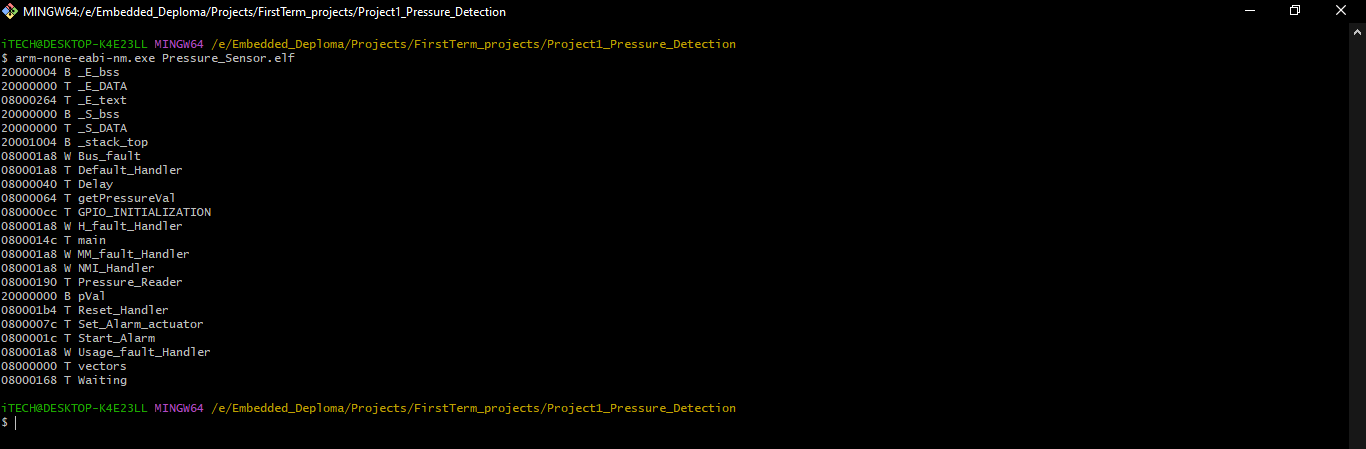 MINGW64:/e/Embedded_Deploma/Projects/FirstTerm_projects/Project1_Pressure_Detection
iTECH@DESKTOP-K4E23LL MINGW64 /e/Embedded_Deploma/Projects/FirstTerm_projects/Project1_Pressure_Detection
$ arm-none-eabi-nm.exe Pressure_Sensor.elf
20000004 B _E_bss
20000000 T _E_DATA
08000264 T _E_text
20000000 B _S_bss
20000000 T _S_DATA
20001004 B _stack_top
080001a8 W Bus_fault
080001a8 T Default_Handler
08000040 T Delay
08000064 T getPressureVal
080000cc T GPIO_INITIALIZATION
080001a8 W H_fault_Handler
0800014c T main
080001a8 W MM_fault_Handler
080001a8 W NMI_Handler
08000190 T Pressure_Reader
20000000 B pVal
080001b4 T Reset_Handler
0800007c T Set_Alarm_actuator
0800001c T Start_Alarm
080001a8 W Usage_fault_Handler
08000000 T vectors
08000168 T Waiting
iTECH@DESKTOP-K4E23LL MINGW64 /e/Embedded_Deploma/Projects/FirstTerm_projects/Project1_Pressure_Detection
$